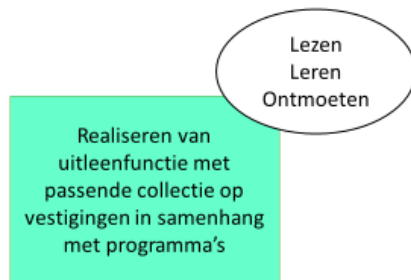 Lezen
Leren
Ontmoeten
Realiseren van
uitleenfunctie met
passende collectie op
vestigingen in samenhang
met programma's